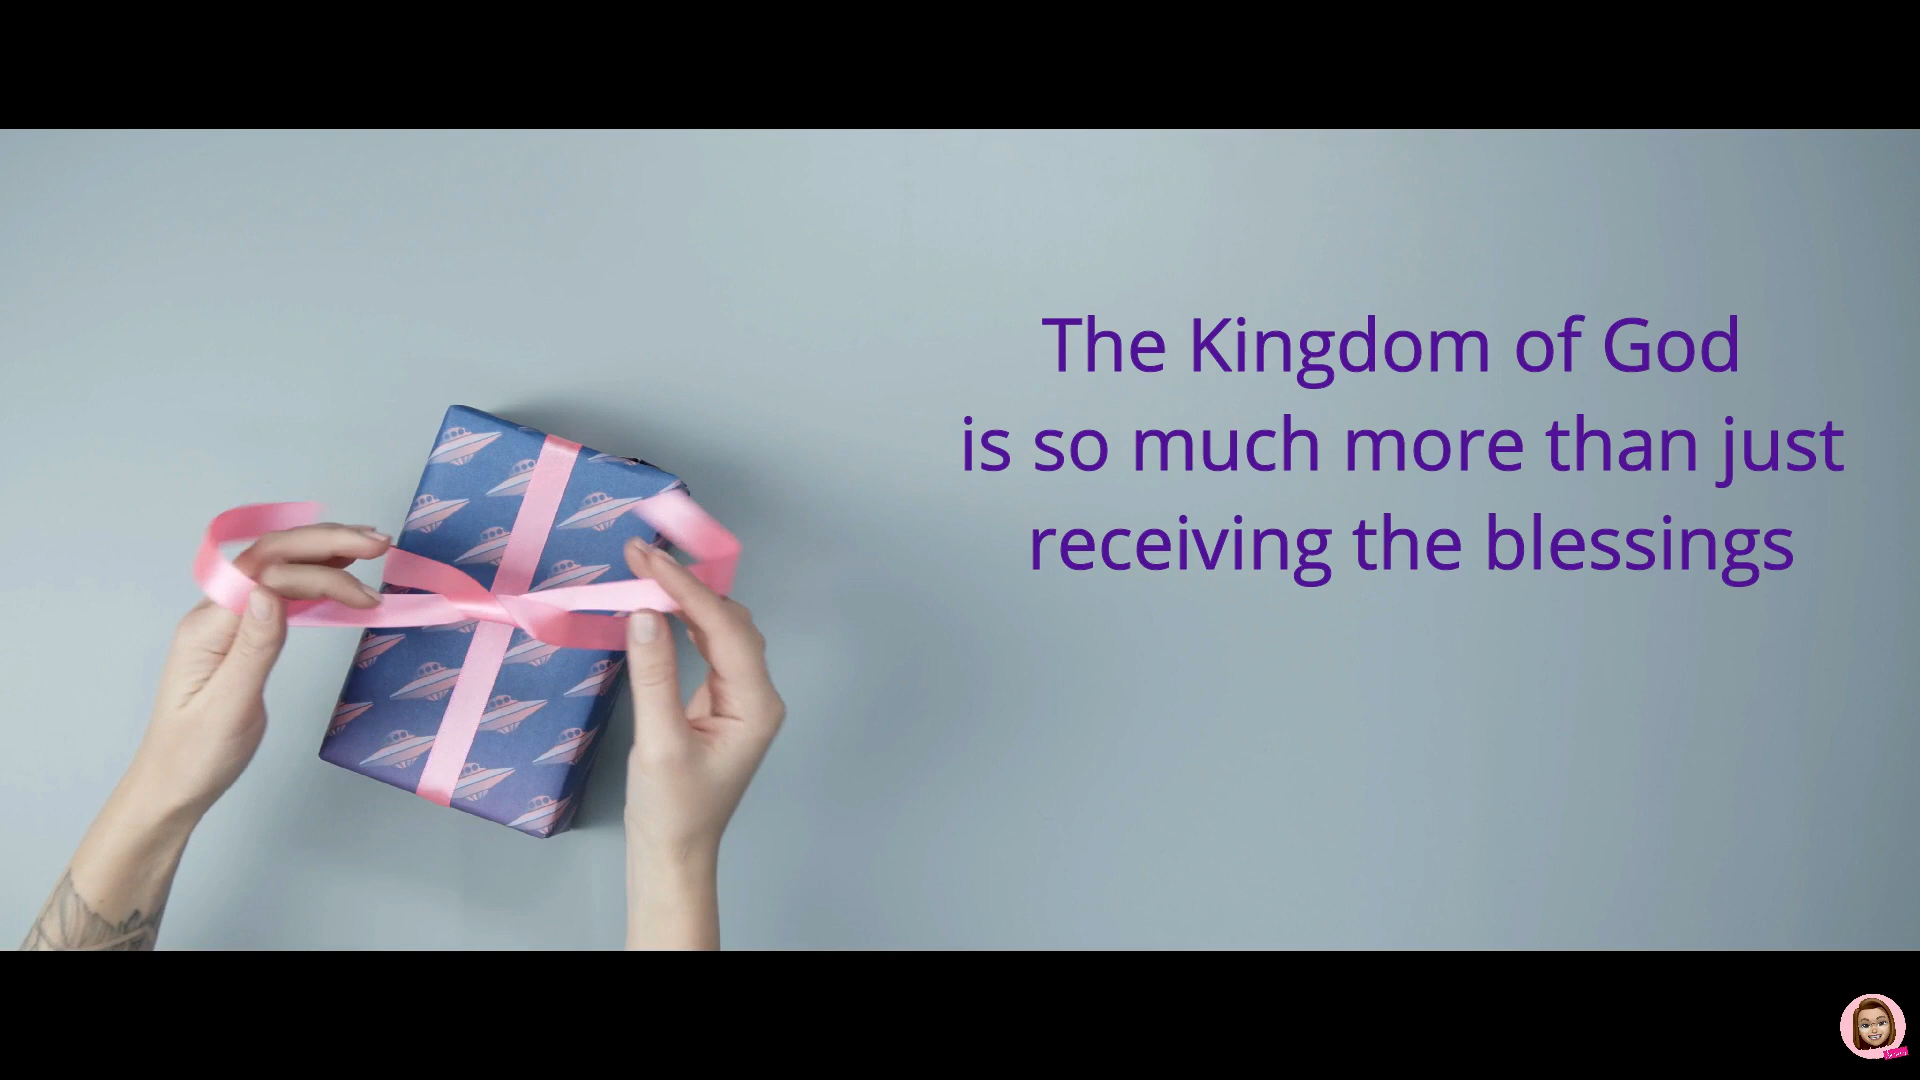 The Kingdom of God
is so much more than just
receiving the blessings